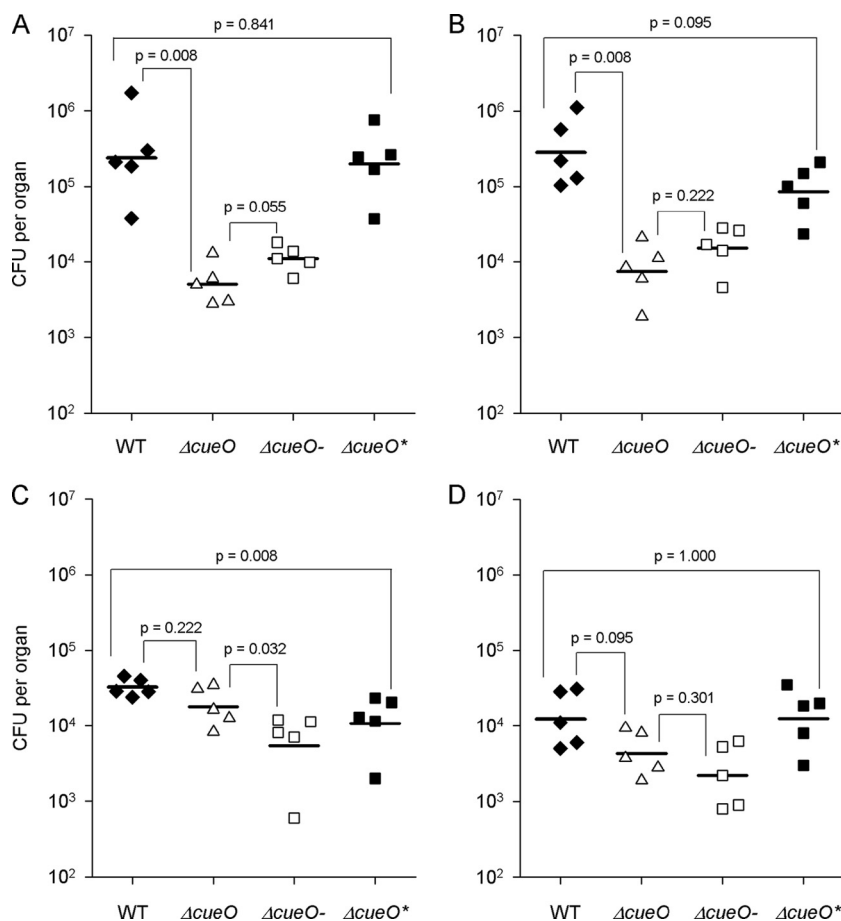 A
p = 0.841
p = 0.008
p = 0.055
CFU per organ
10⁷
10⁶
10⁵
10⁴
10³
10²
WT ΔcueO ΔcueO- ΔcueO*
B
p = 0.095
p = 0.008
p = 0.222
10⁷
10⁶
10⁵
10⁴
10³
10²
WT ΔcueO ΔcueO- ΔcueO*
C
p = 0.008
p = 0.222
p = 0.032
CFU per organ
10⁷
10⁶
10⁵
10⁴
10³
10²
WT ΔcueO ΔcueO- ΔcueO*
D
p = 1.000
p = 0.095
p = 0.301
10⁷
10⁶
10⁵
10⁴
10³
10²
WT ΔcueO ΔcueO- ΔcueO*